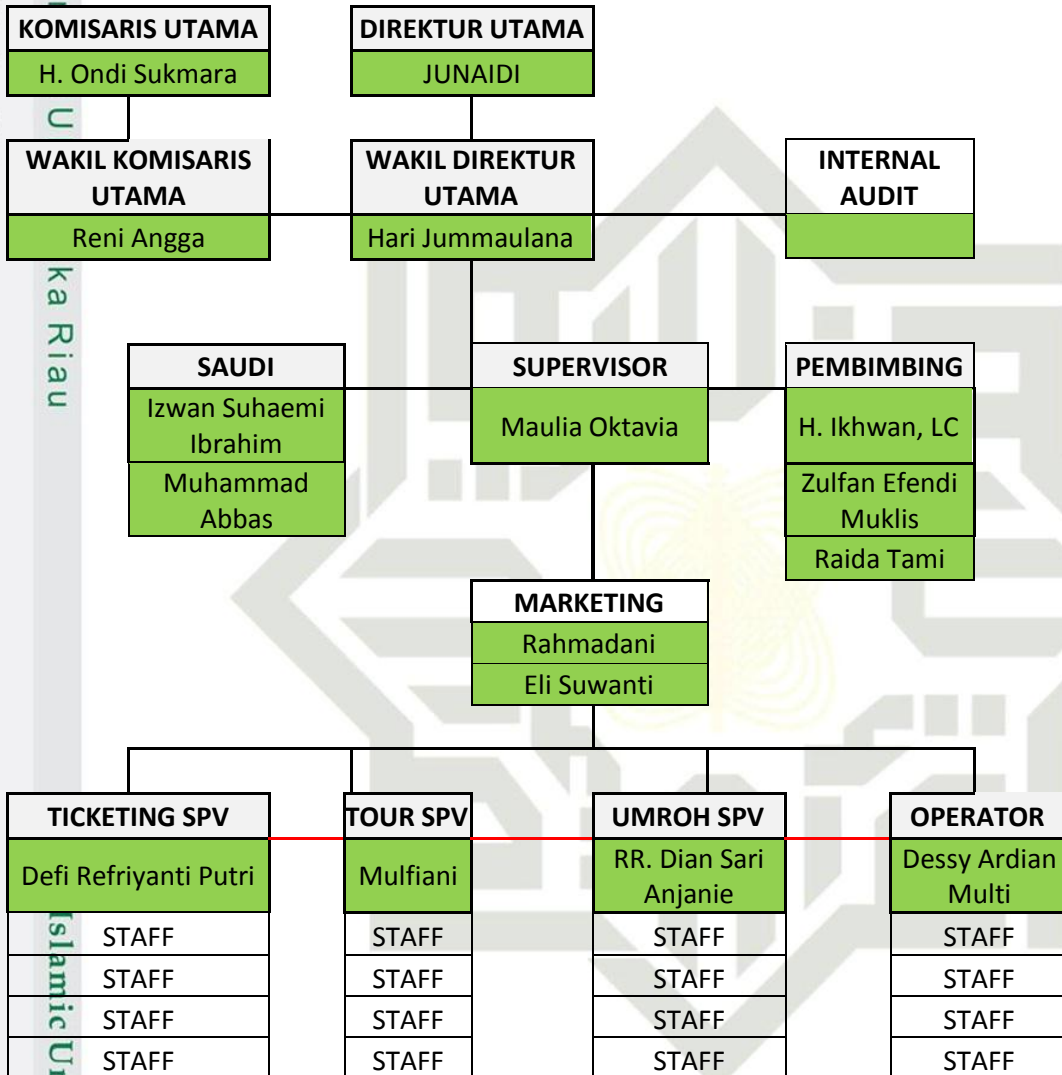 KOMISARIS UTAMA
H. Ondi Sukmara
DIREKTUR UTAMA
JUNAIDI
WAKIL KOMISARIS
UTAMA
Reni Angga
WAKIL DIREKTUR
UTAMA
Hari Jummaulana
INTERNAL
AUDIT
SAUDI
Izwan Suhaemi
Ibrahim
Muhammad
Abbas
SUPERVISOR
Maulia Oktavia
PEMBIMBING
H. Ikhwan, LC
Zulfan Efendi
Muklis
Raida Tami
MARKETING
Rahmadani
Eli Suwanti
TICKETING SPV
Defi Refriyanti Putri
STAFF
STAFF
STAFF
STAFF
TOUR SPV
Mulfiani
STAFF
STAFF
STAFF
STAFF
UMROH SPV
RR. Dian Sari
Anjanie
STAFF
STAFF
STAFF
STAFF
OPERATOR
Dessy Ardian
Multi
STAFF
STAFF
STAFF
STAFF
ka Riau
Islamic